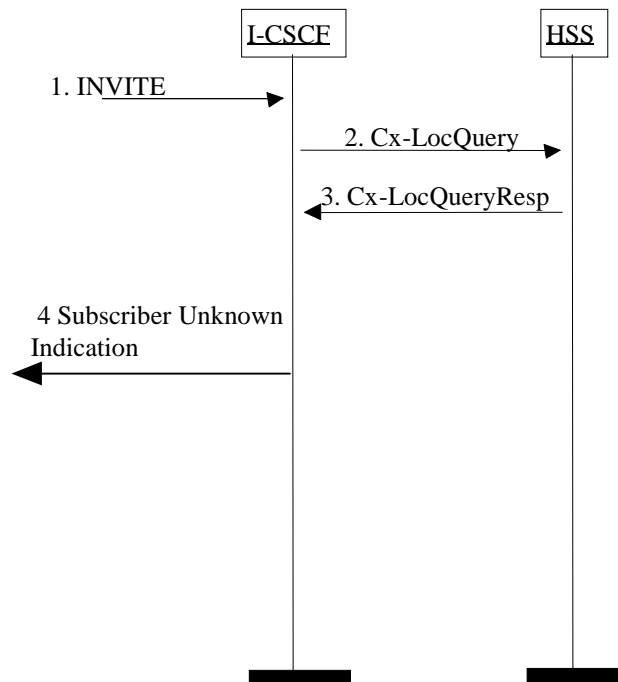 I-CSCF
HSS
1. INVITE
2. Cx-LocQuery
3. Cx-LocQueryResp
4 Subscriber Unknown
Indication